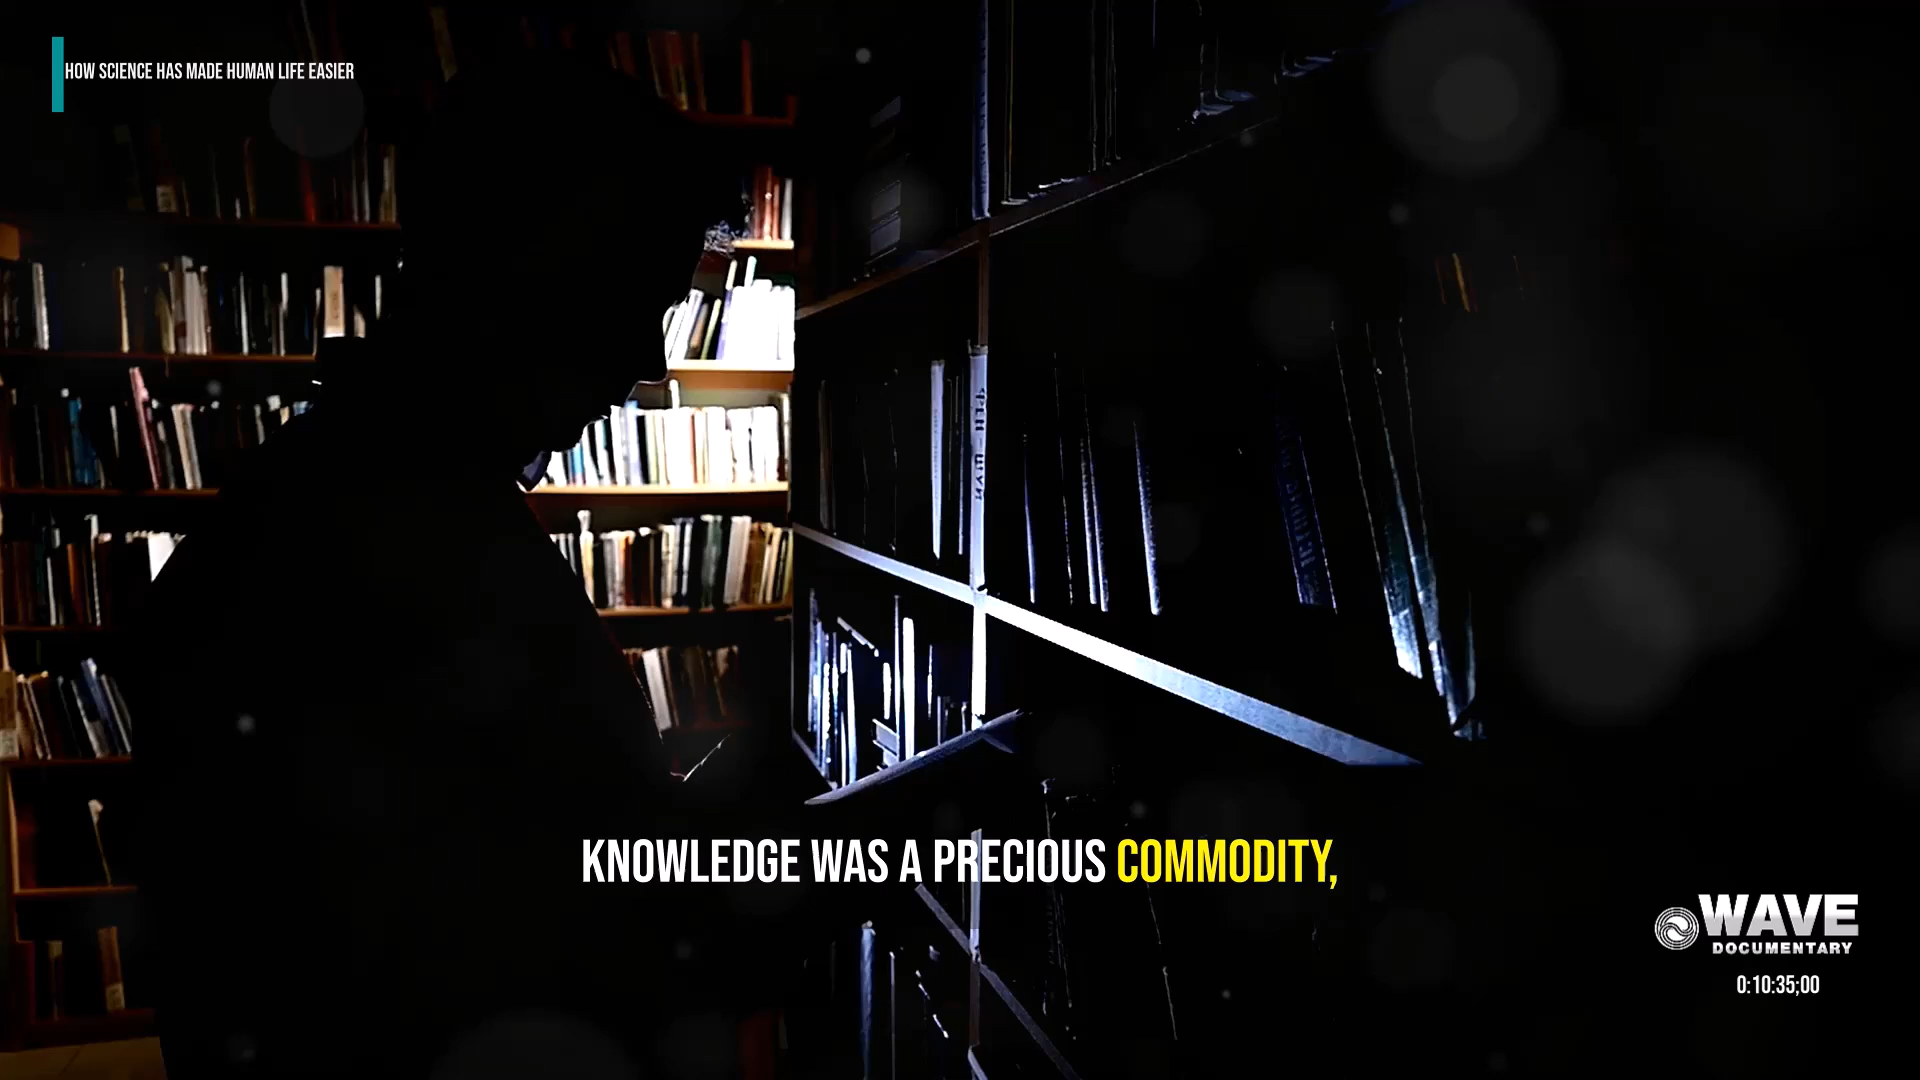 HOW SCIENCE HAS MADE HUMAN LIFE EASIER
KNOWLEDGE WAS A PRECIOUS COMMODITY,
WAVE
DOCUMENTARY
0:10:35;00